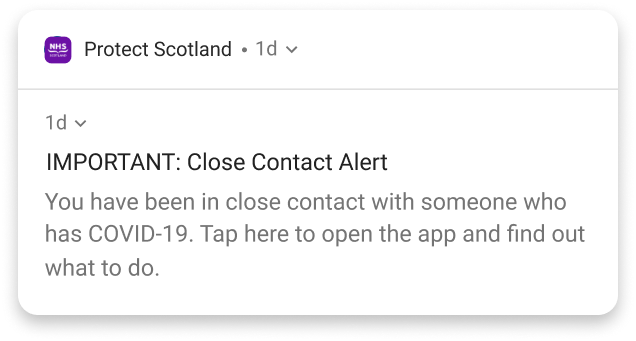 NHS
SCOTLAND
Protect Scotland • 1d
1d
IMPORTANT: Close Contact Alert
You have been in close contact with someone who
has COVID-19. Tap here to open the app and find out
what to do.